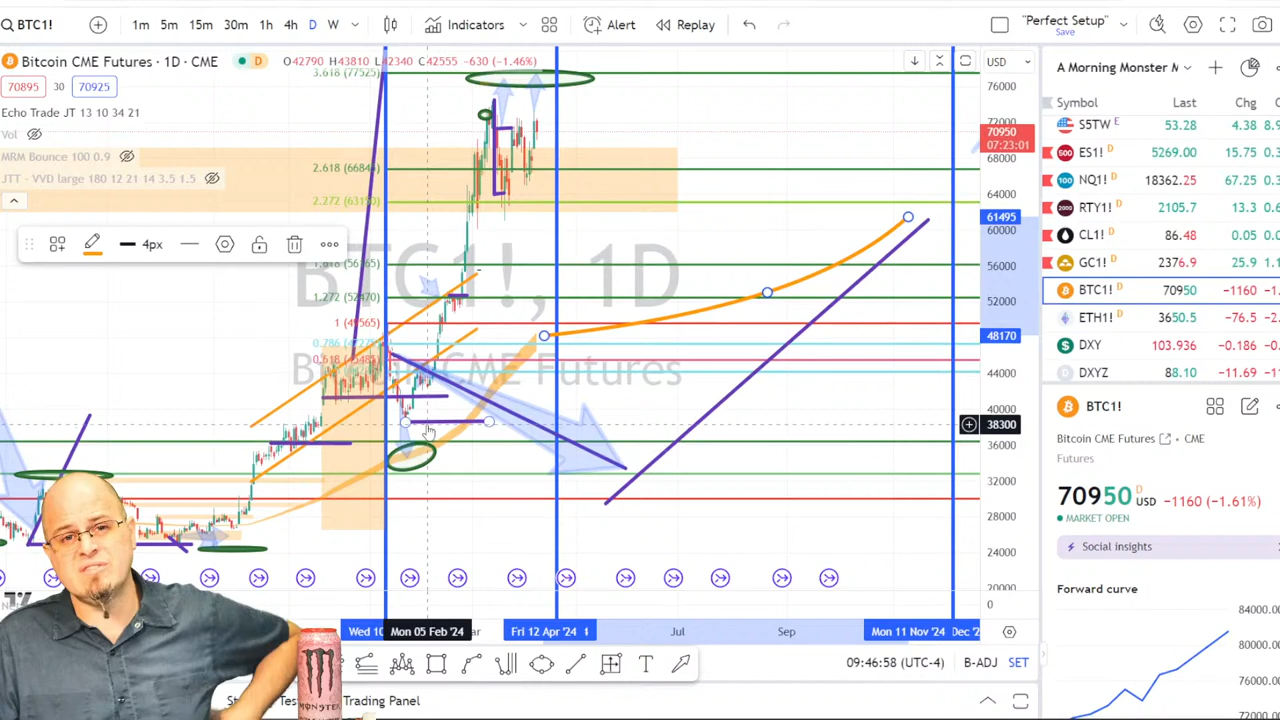 BTC1! 1m 5m 15m 30m 1h 4h D W Indicators Alert Replay "Perfect Setup" Save
Bitcoin CME Futures · 1D · CME D O42790 H43810 L42340 C42555 -630 (-1.46%)
70895 30 70925
Echo Trade JT 13 10 34 21
Vol
MRM Bounce 100 0.9
JTT - VVD large 180 12 21 14 3.5 1.5
4px
3.618 (77525)
2.272
1.272
1 (49565)
BTC1!, 1D
Bitcoin CME Futures
USD
76000
72000
70950
07:23:01
68000
64000
61495
60000
56000
52000
48170
44000
40000
38300
36000
32000
28000
24000
20000
0
Wed 10 Mon 05 Feb '24 Fri 12 Apr '24 Jul Sep Mon 11 Nov '24 Dec
09:46:58 (UTC-4) B-ADJ SET
Trading Panel
MONSTER
A Morning Monster
Symbol Last Chg
S5TW E 53.28 4.38
ES1! D 5269.00 15.75
NQ1! D 18362.25 67.25
RTY1! D 2105.7 13.3
CL1! D 86.48 0.05
GC1! D 2376.9 25.9
BTC1! D 70950 −1160
ETH1! D 3650.5 −76.5
DXY 103.936 −0.186
DXYZ 88.10 −11.69
BTC1!
Bitcoin CME Futures • CME
Futures
70950 D USD −1160 (−1.61%)
MARKET OPEN
Social insights
Forward curve
84000.00
80000.00
76000.00